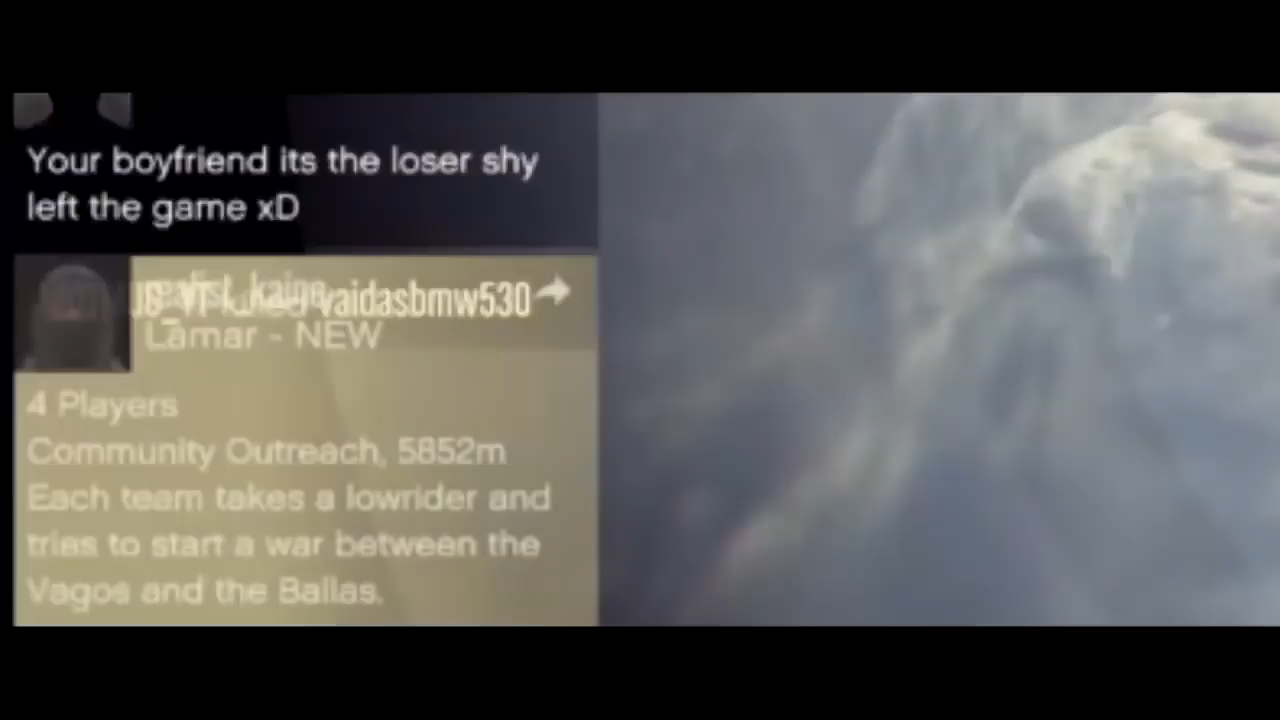 Your boyfriend its the loser shy
left the game xD
vaidasbmw530
Lamar - NEW
4 Players
Community Outreach, 5852m
Each team takes a lowrider and
tries to start a war between the
Vagos and the Ballas.